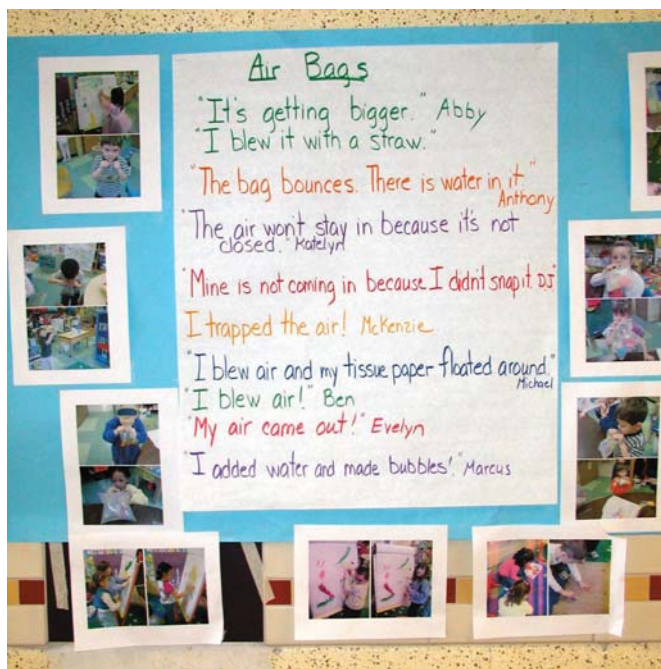 Air Bags
"It's getting bigger." Abby
"I blew it with a straw."
"The bag bounces. There is water in it."
Anthony
"The air won't stay in because it's not
closed." Katelyn
"Mine is not coming in because I didn't snap it. DJ"
I trapped the air! McKenzie
"I blew air and my tissue paper floated around."
Michael
"I blew air!" Ben
"My air came out!" Evelyn
"I added water and made bubbles!" Marcus